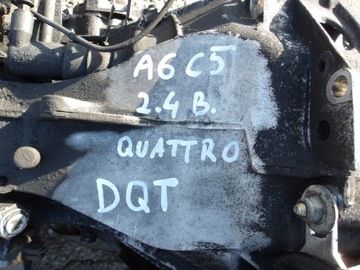 A6 C5
2.4 B.
QUATTRO
DQT